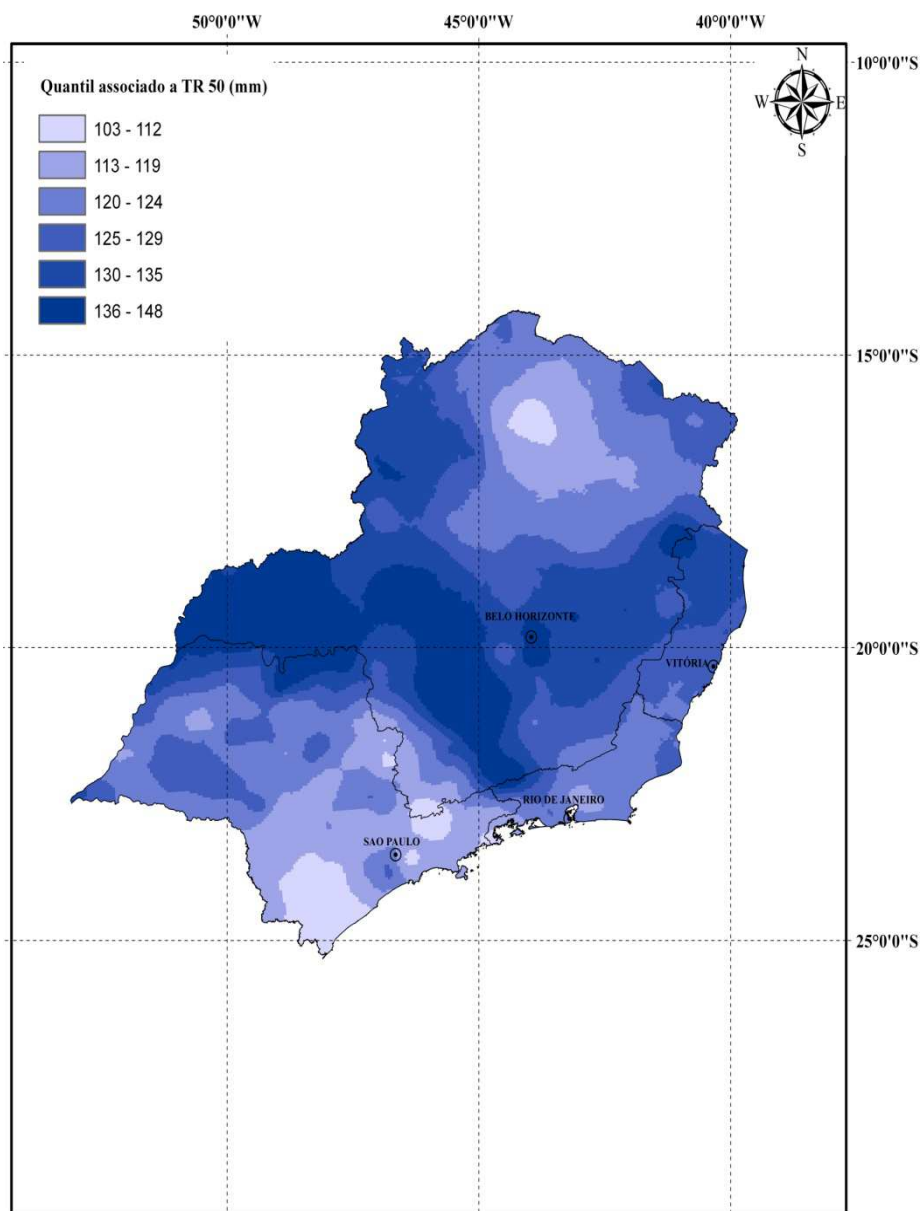 50°0'0"W 45°0'0"W 40°0'0"W
10°0'0"S
N
W E
S
Quantil associado a TR 50 (mm)
103 - 112
113 - 119
120 - 124
125 - 129
130 - 135
136 - 148
15°0'0"S
BELO HORIZONTE
20°0'0"S
VITÓRIA
RIO DE JANEIRO
SAO PAULO
25°0'0"S